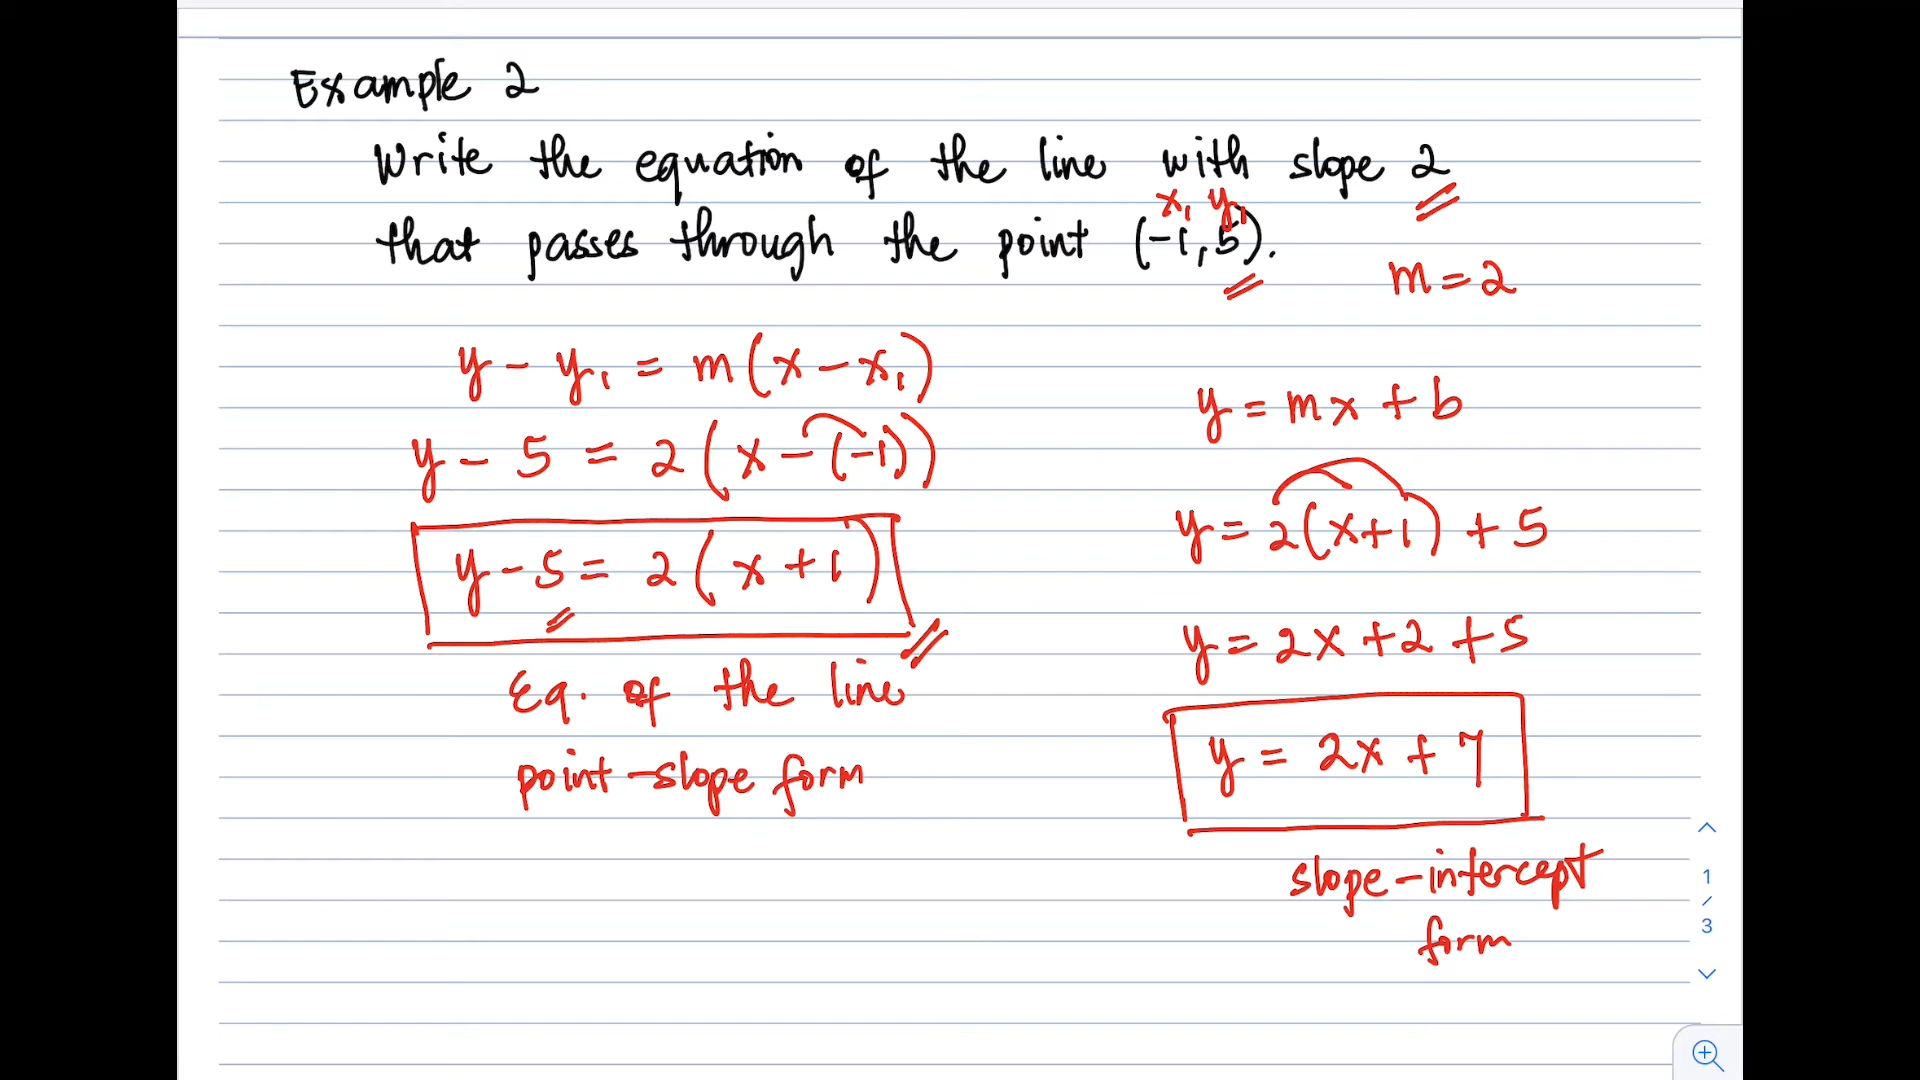 Example 2
Write the equation of the line with slope 2
x₁ y₁
that passes through the point (-1, 5).
m = 2
y - y₁ = m(x - x₁)
y - 5 = 2(x - (-1))
y - 5 = 2(x + 1)
Eq. of the line
point-slope form
y = mx + b
y = 2(x+1) + 5
y = 2x + 2 + 5
y = 2x + 7
slope-intercept
form
1
/
3